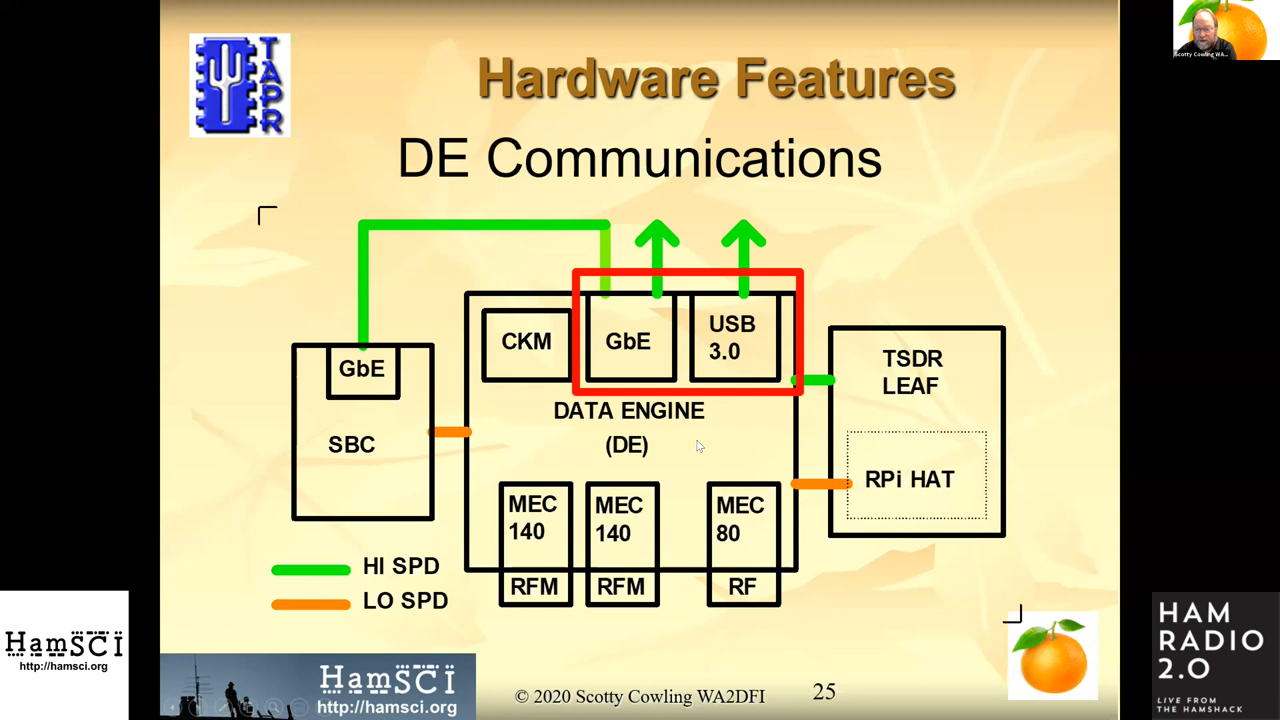 TAPR
Hardware Features
DE Communications
Scotty Cowling WA...
CKM
GbE
USB
3.0
GbE
SBC
DATA ENGINE
(DE)
TSDR
LEAF
RPi HAT
MEC
140
MEC
140
MEC
80
RFM
RFM
RF
HI SPD
LO SPD
HamSCI
http://hamsci.org
HamSCI
http://hamsci.org
© 2020 Scotty Cowling WA2DFI
25
HAM
RADIO
2.0
LIVE FROM
THE HAMSHACK